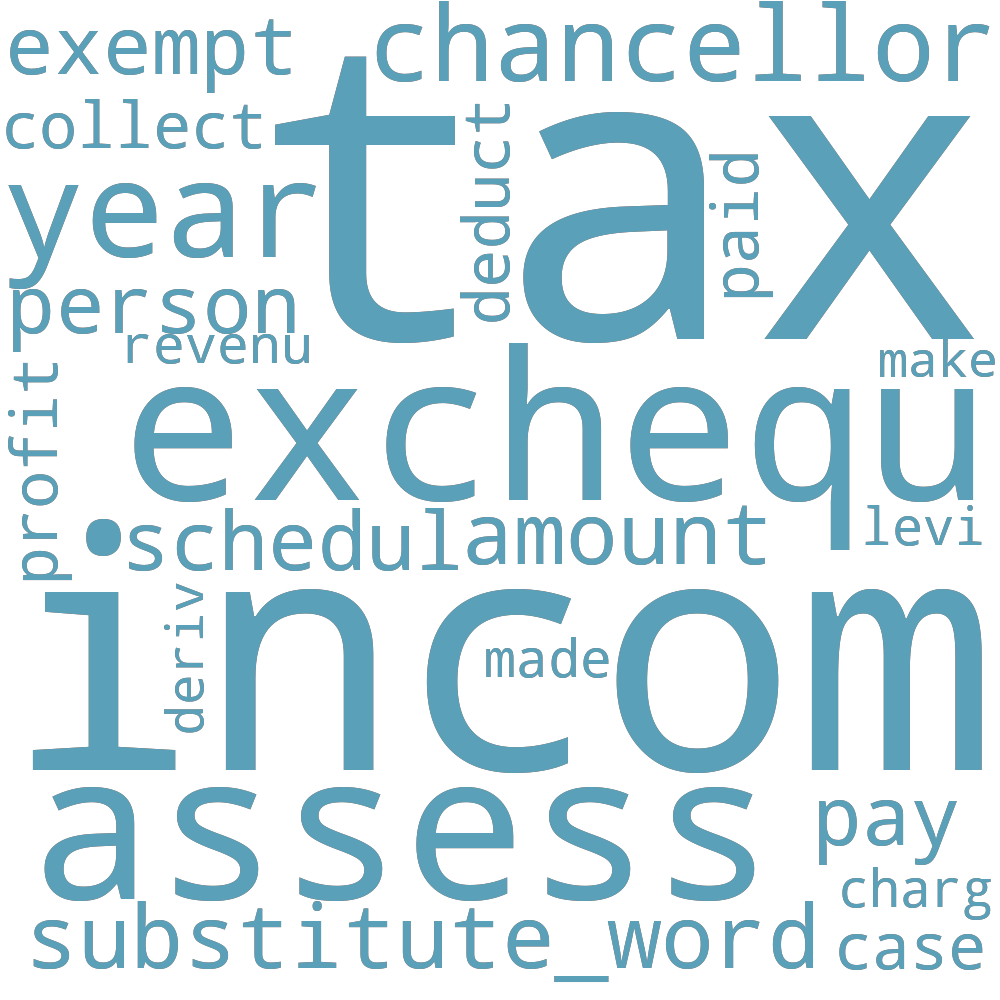 exempt
chancellor
collect
tax
deduct
paid
year
person
revenu
make
profit
exchequ
schedul
amount
levi
incom
deriv
made
assess
pay
charg
substitute_word
case